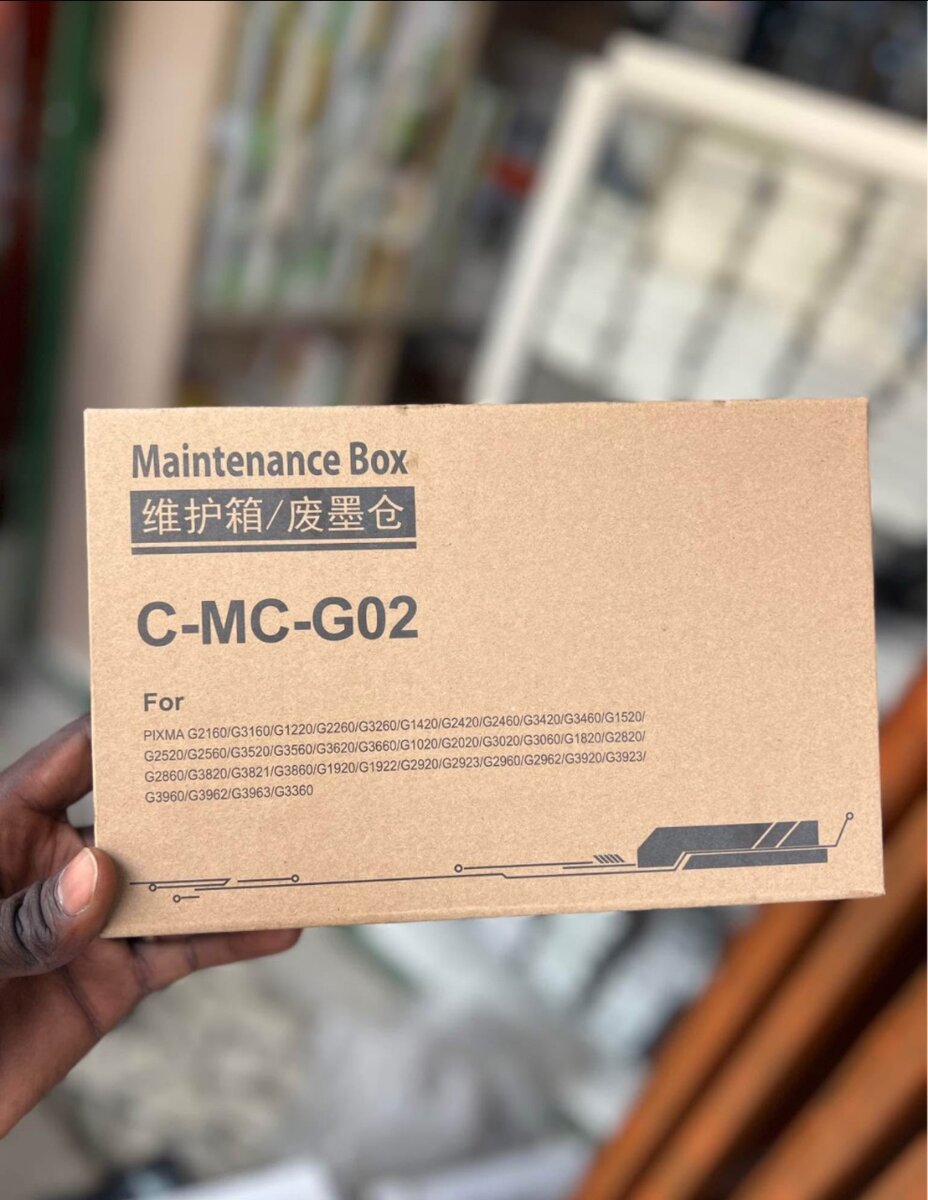 Maintenance Box
维护箱/废墨仓
C-MC-G02
For
PIXMA G2160/G3160/G1220/G2260/G3260/G1420/G2420/G2460/G3420/G3460/G1520/
G2520/G2560/G3520/G3560/G3620/G3660/G1020/G2020/G3020/G3060/G1820/G2820/
G2860/G3820/G3821/G3860/G1920/G1922/G2920/G2923/G2960/G2962/G3920/G3923/
G3960/G3962/G3963/G3360